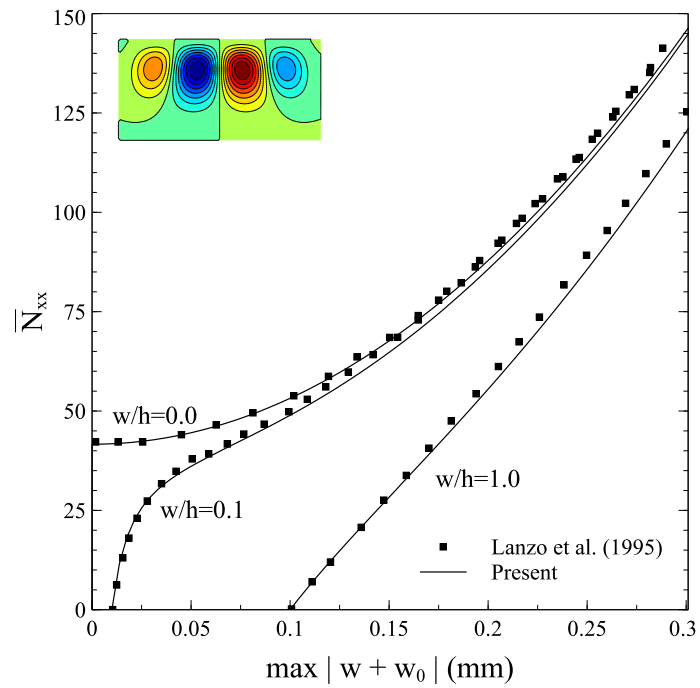 150
125
100
75
50
25
0
N̅xx
w/h=0.0
w/h=0.1
w/h=1.0
Lanzo et al. (1995)
Present
0 0.05 0.1 0.15 0.2 0.25 0.3
max | w + w0 | (mm)